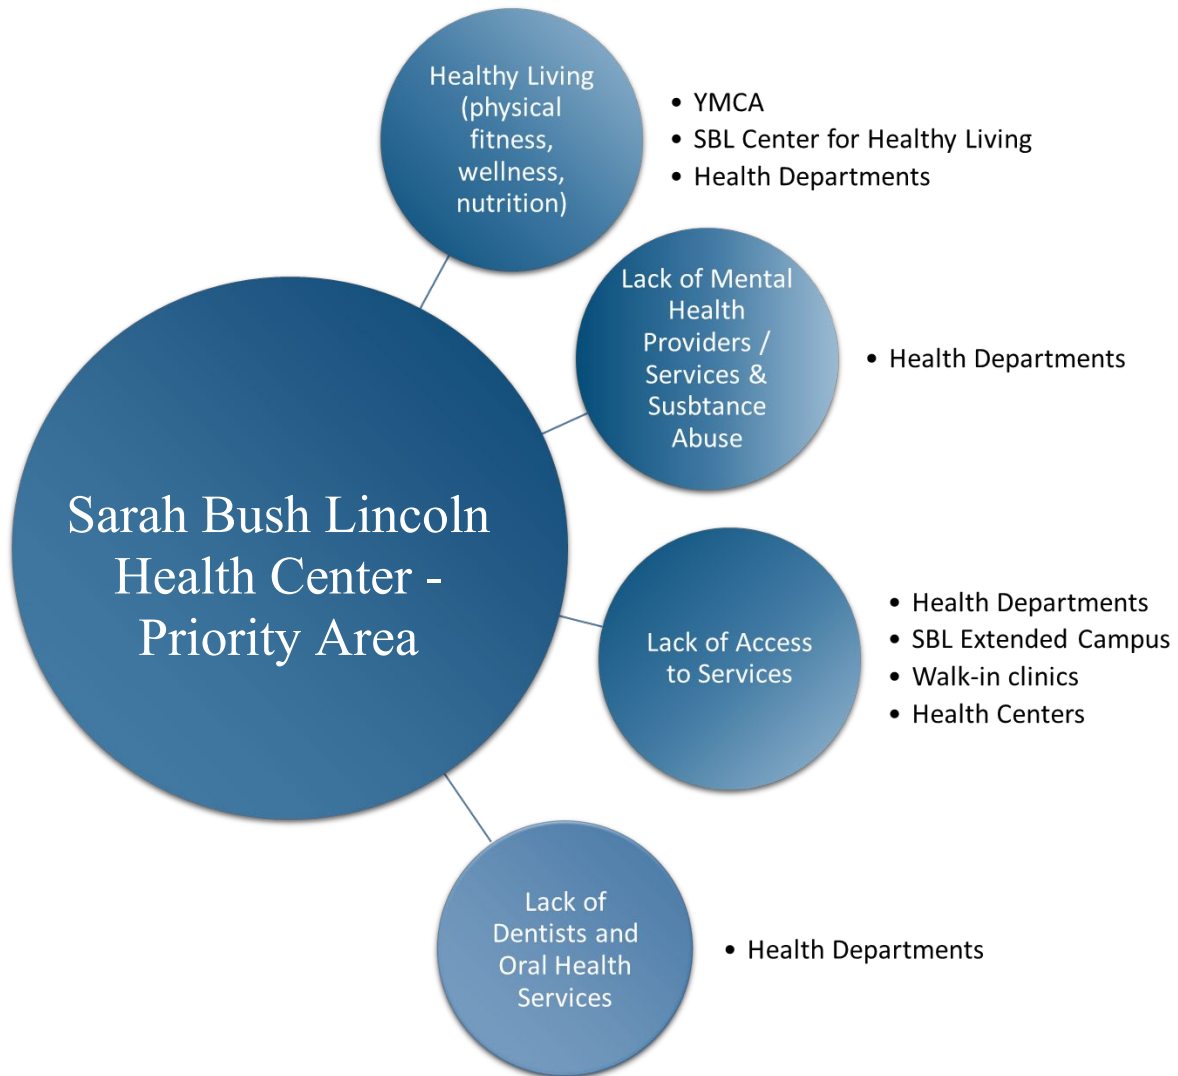 Healthy Living
(physical
fitness,
wellness,
nutrition)
• YMCA
• SBL Center for Healthy Living
• Health Departments
Lack of Mental
Health
Providers /
Services &
Susbtance
Abuse
• Health Departments
Sarah Bush Lincoln
Health Center -
Priority Area
Lack of Access
to Services
• Health Departments
• SBL Extended Campus
• Walk-in clinics
• Health Centers
Lack of
Dentists and
Oral Health
Services
• Health Departments